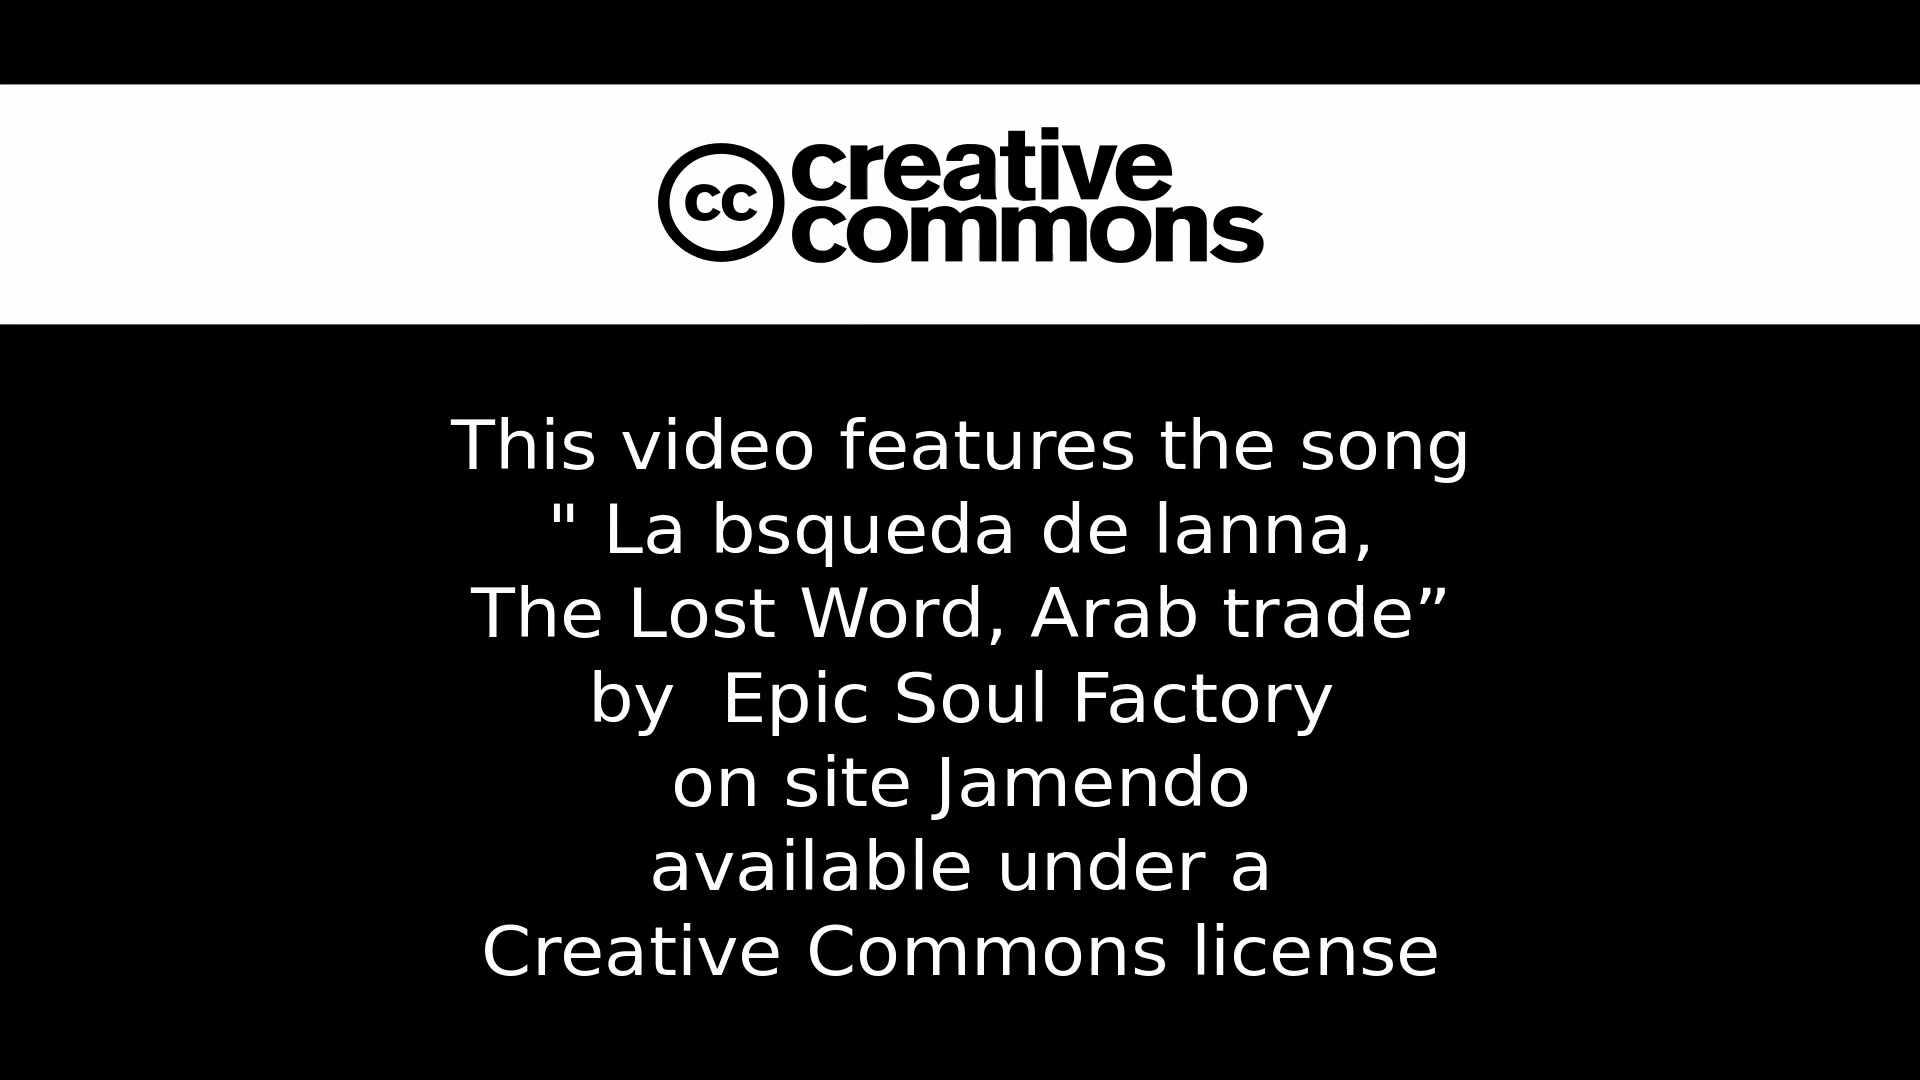 cc creative
commons
This video features the song
" La bsqueda de lanna,
The Lost Word, Arab trade”
by  Epic Soul Factory
on site Jamendo
available under a
Creative Commons license